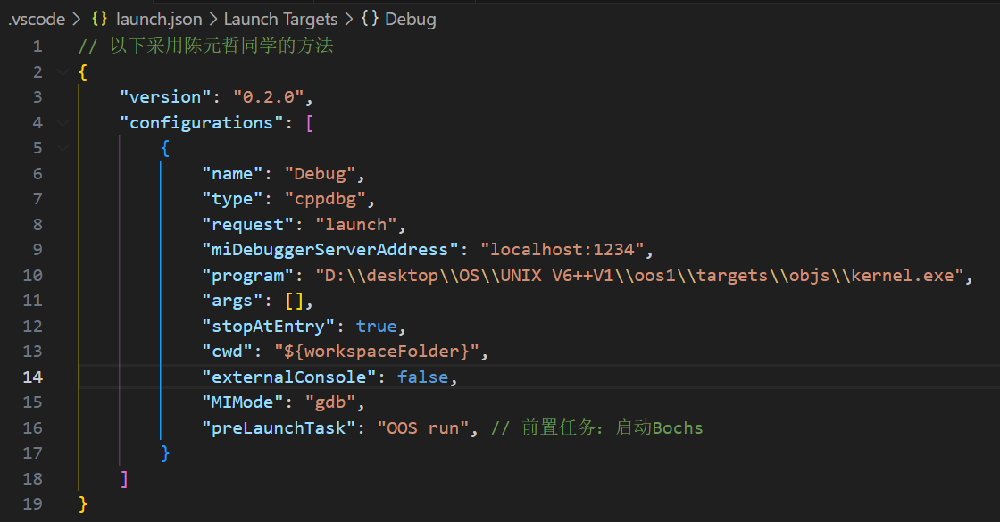 .vscode > {} launch.json > Launch Targets > {} Debug
1 // 以下采用陈元哲同学的方法
2 {
3     "version": "0.2.0",
4     "configurations": [
5         {
6             "name": "Debug",
7             "type": "cppdbg",
8             "request": "launch",
9             "miDebuggerServerAddress": "localhost:1234",
10             "program": "D:\\desktop\\OS\\UNIX V6++V1\\oos1\\targets\\objs\\kernel.exe",
11             "args": [],
12             "stopAtEntry": true,
13             "cwd": "${workspaceFolder}",
14             "externalConsole": false,
15             "MIMode": "gdb",
16             "preLaunchTask": "OOS run", // 前置任务：启动Bochs
17         }
18     ]
19 }